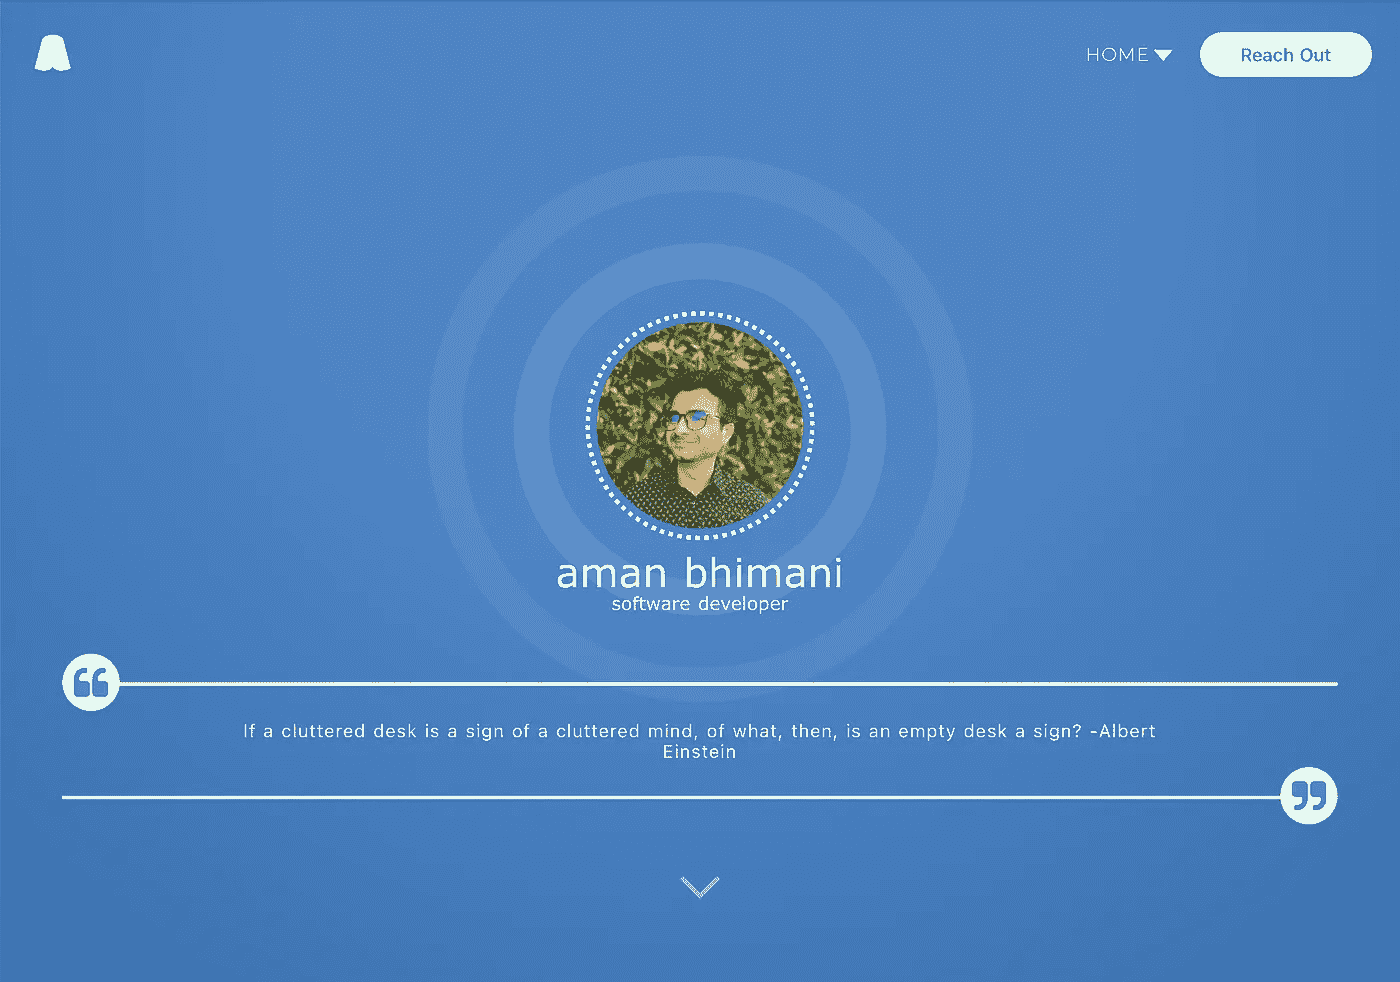 HOME
Reach Out
aman bhimani
software developer
If a cluttered desk is a sign of a cluttered mind, of what, then, is an empty desk a sign? -Albert
Einstein